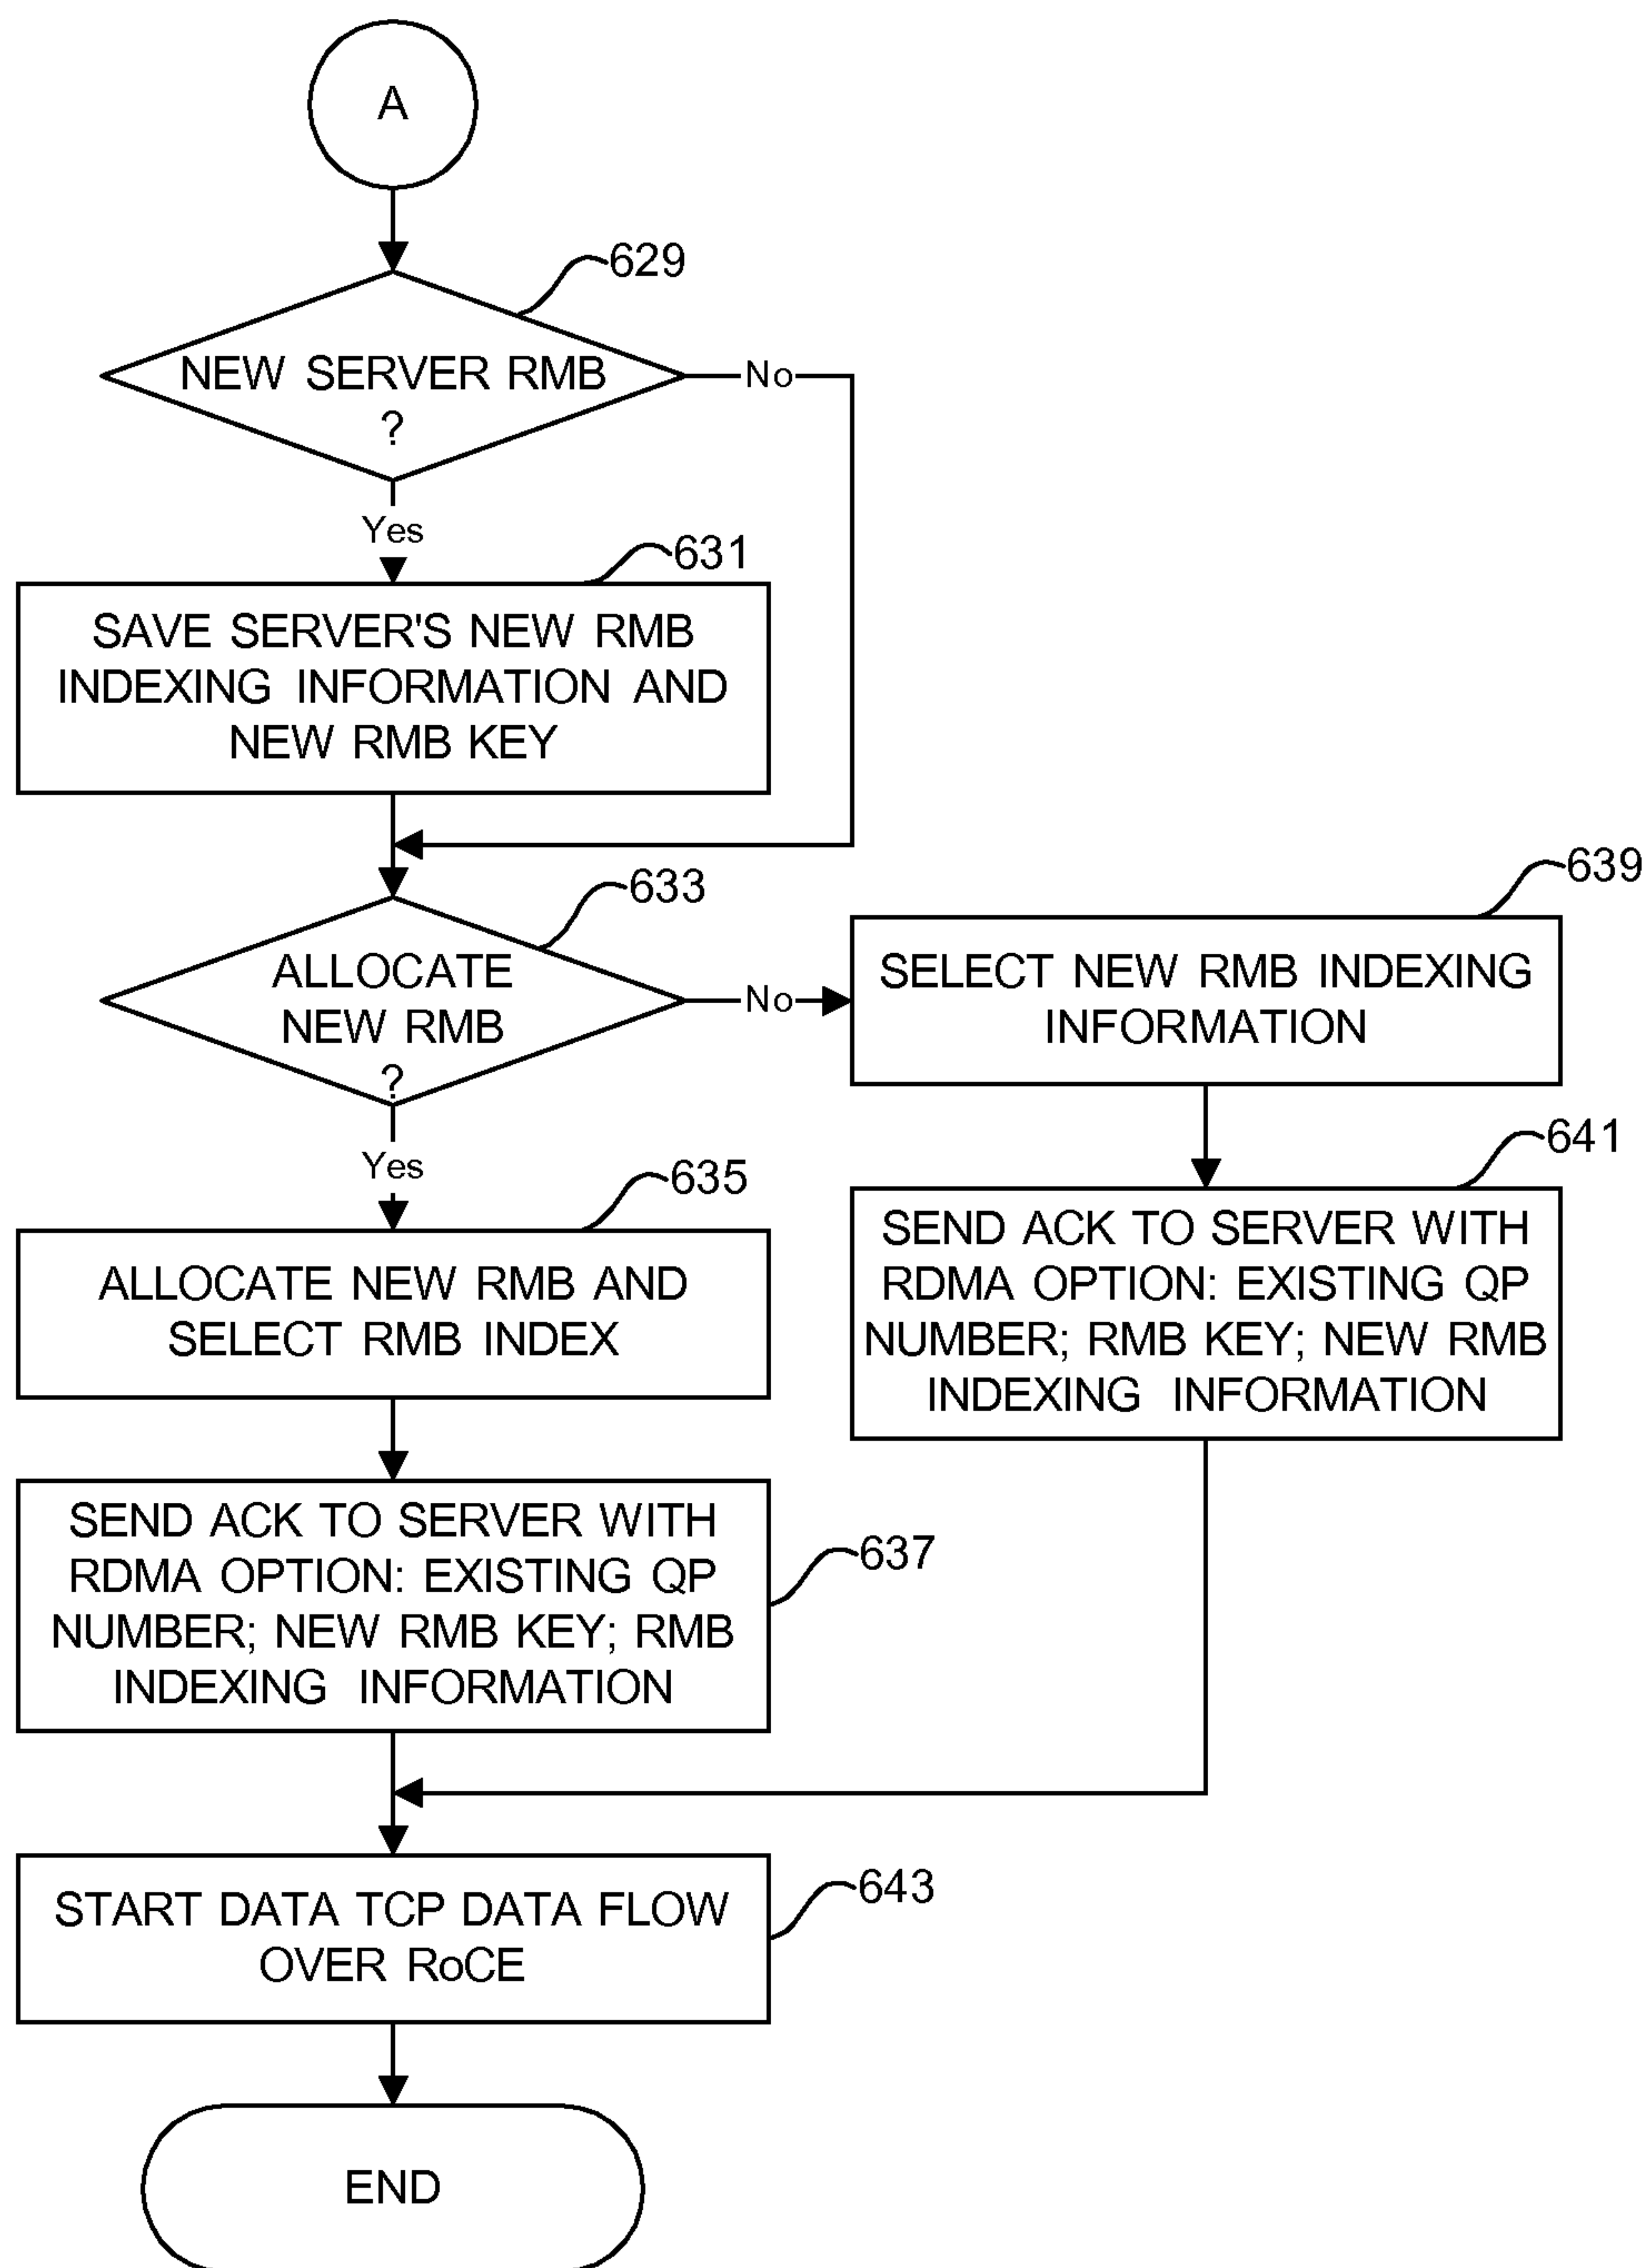 A
629
NEW SERVER RMB
?
No
Yes
631
SAVE SERVER'S NEW RMB
INDEXING INFORMATION AND
NEW RMB KEY
633
ALLOCATE
NEW RMB
?
No
Yes
639
SELECT NEW RMB INDEXING
INFORMATION
641
SEND ACK TO SERVER WITH
RDMA OPTION: EXISTING QP
NUMBER; RMB KEY; NEW RMB
INDEXING INFORMATION
635
ALLOCATE NEW RMB AND
SELECT RMB INDEX
SEND ACK TO SERVER WITH
RDMA OPTION: EXISTING QP
NUMBER; NEW RMB KEY; RMB
INDEXING INFORMATION
637
START DATA TCP DATA FLOW
OVER RoCE
643
END